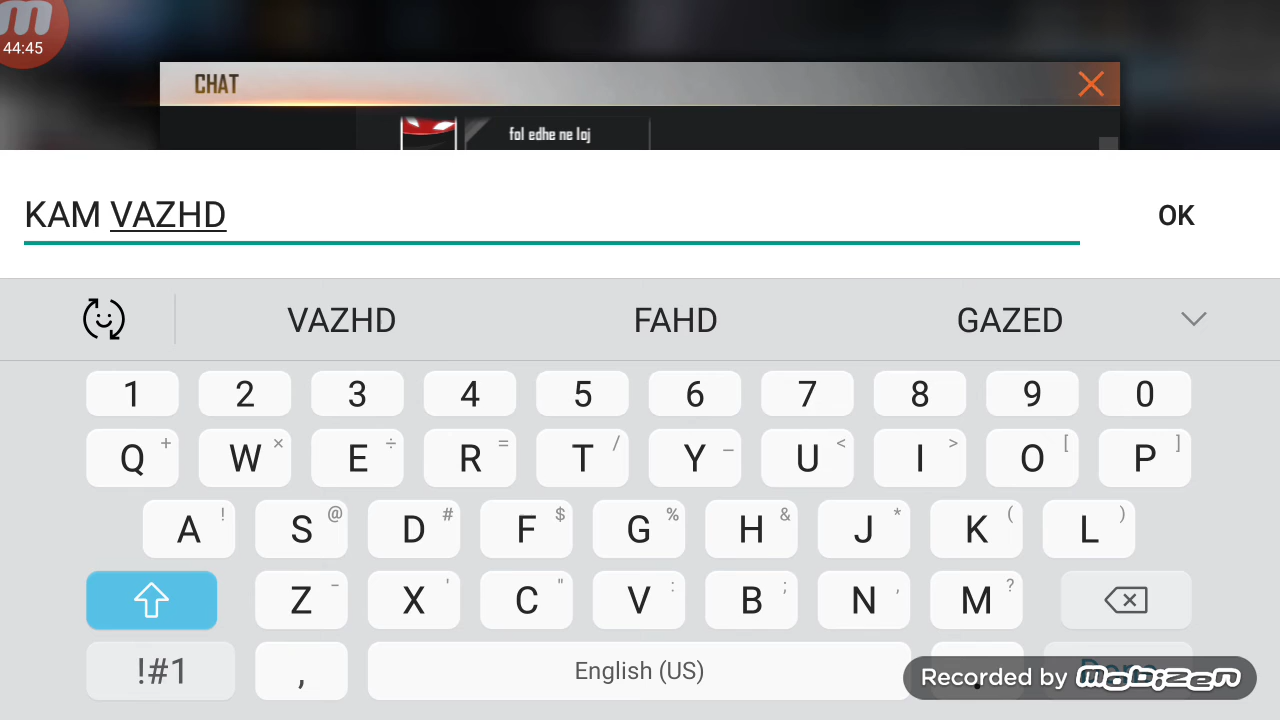 44:45
CHAT
fol edhe ne loj
KAM VAZHD
OK
VAZHD FAHD GAZED
1 2 3 4 5 6 7 8 9 0
Q + W × E ÷ R = T / Y _ U < I > O [ P ]
A ! S @ D # F $ G % H & J * K ( L )
Z - X ' C " V : B ; N , M ?
!#1 , English (US) .
Recorded by mobizen